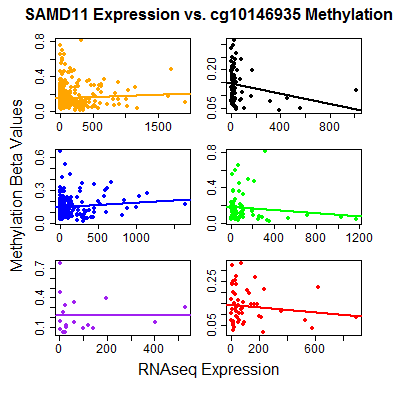 SAMD11 Expression vs. cg10146935 Methylation
Methylation Beta Values
0.0 0.4 0.8
0 500 1500
0.05 0.20
0 400 800
0.0 0.3 0.6
0 500 1000
0.0 0.4 0.8
0 400 800 1200
0.1 0.4 0.7
0 200 400
0.05 0.25
0 200 600
RNAseq Expression